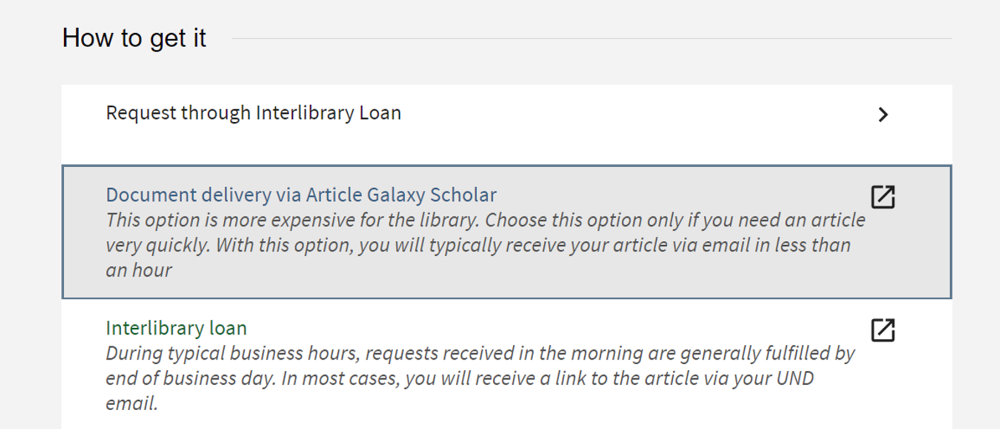 How to get it
Request through Interlibrary Loan
Document delivery via Article Galaxy Scholar
This option is more expensive for the library. Choose this option only if you need an article
very quickly. With this option, you will typically receive your article via email in less than
an hour
Interlibrary loan
During typical business hours, requests received in the morning are generally fulfilled by
end of business day. In most cases, you will receive a link to the article via your UND
email.